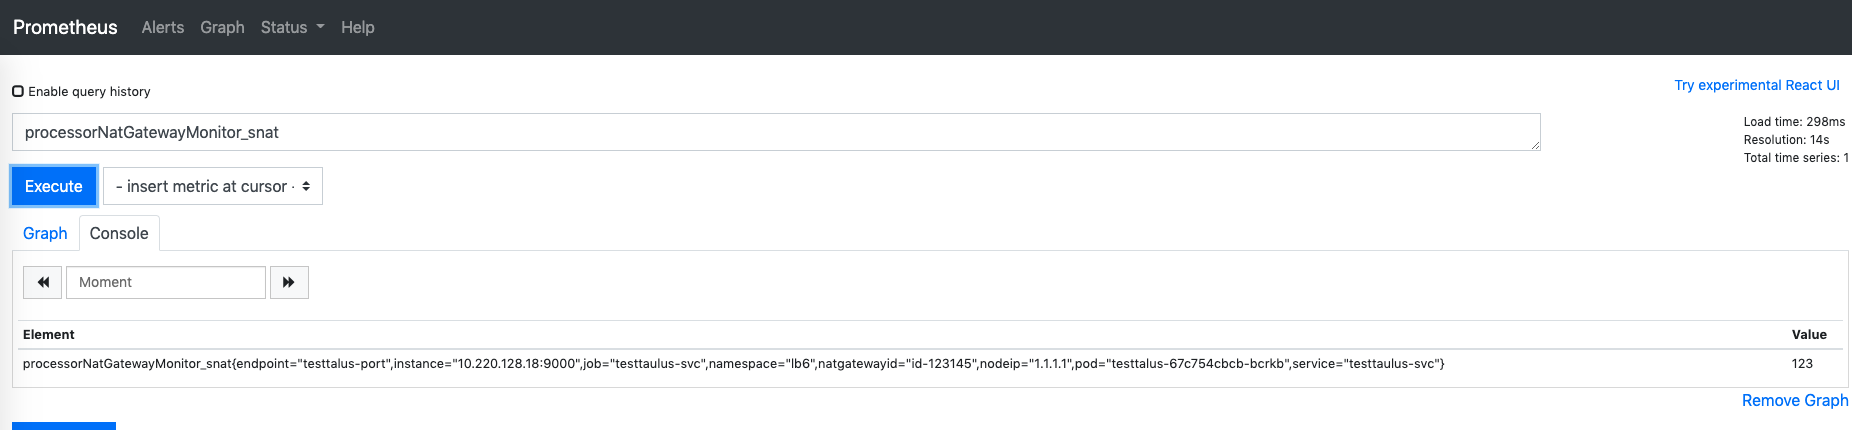 Prometheus Alerts Graph Status Help
Enable query history
Try experimental React UI
processorNatGatewayMonitor_snat
Load time: 298ms
Resolution: 14s
Total time series: 1
Execute - insert metric at cursor -
Graph Console
Moment
Element Value
processorNatGatewayMonitor_snat{endpoint="testtalus-port",instance="10.220.128.18:9000",job="testtaulus-svc",namespace="lb6",natgatewayid="id-123145",nodeip="1.1.1.1",pod="testtalus-67c754cbcb-bcrkb",service="testtaulus-svc"} 123
Remove Graph